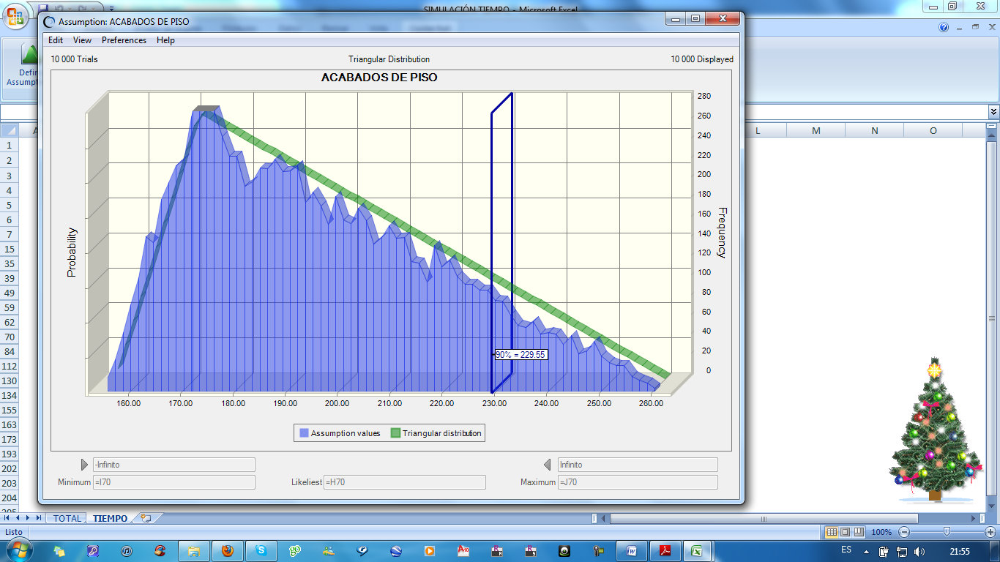 SIMULACIÓN TIEMPO - Microsoft Excel
Assumption: ACABADOS DE PISO
Edit View Preferences Help
10 000 Trials Triangular Distribution 10 000 Displayed
Defin
Assumpt
ACABADOS DE PISO
280
260
240
220
200
180
160
140
120
100
80
60
40
20
0
Probability
Frequency
90% = 229.55
160.00 170.00 180.00 190.00 200.00 210.00 220.00 230.00 240.00 250.00 260.00
Assumption values Triangular distribution
-Infinito Infinito
Minimum =I70 Likeliest =H70 Maximum =J70
A L M N O
1
2
3
4
5
6
7
15
35
39
49
59
62
70
84
112
130
134
155
163
173
193
202
203
204
205
TOTAL TIEMPO
Listo 100%
ES 21:55